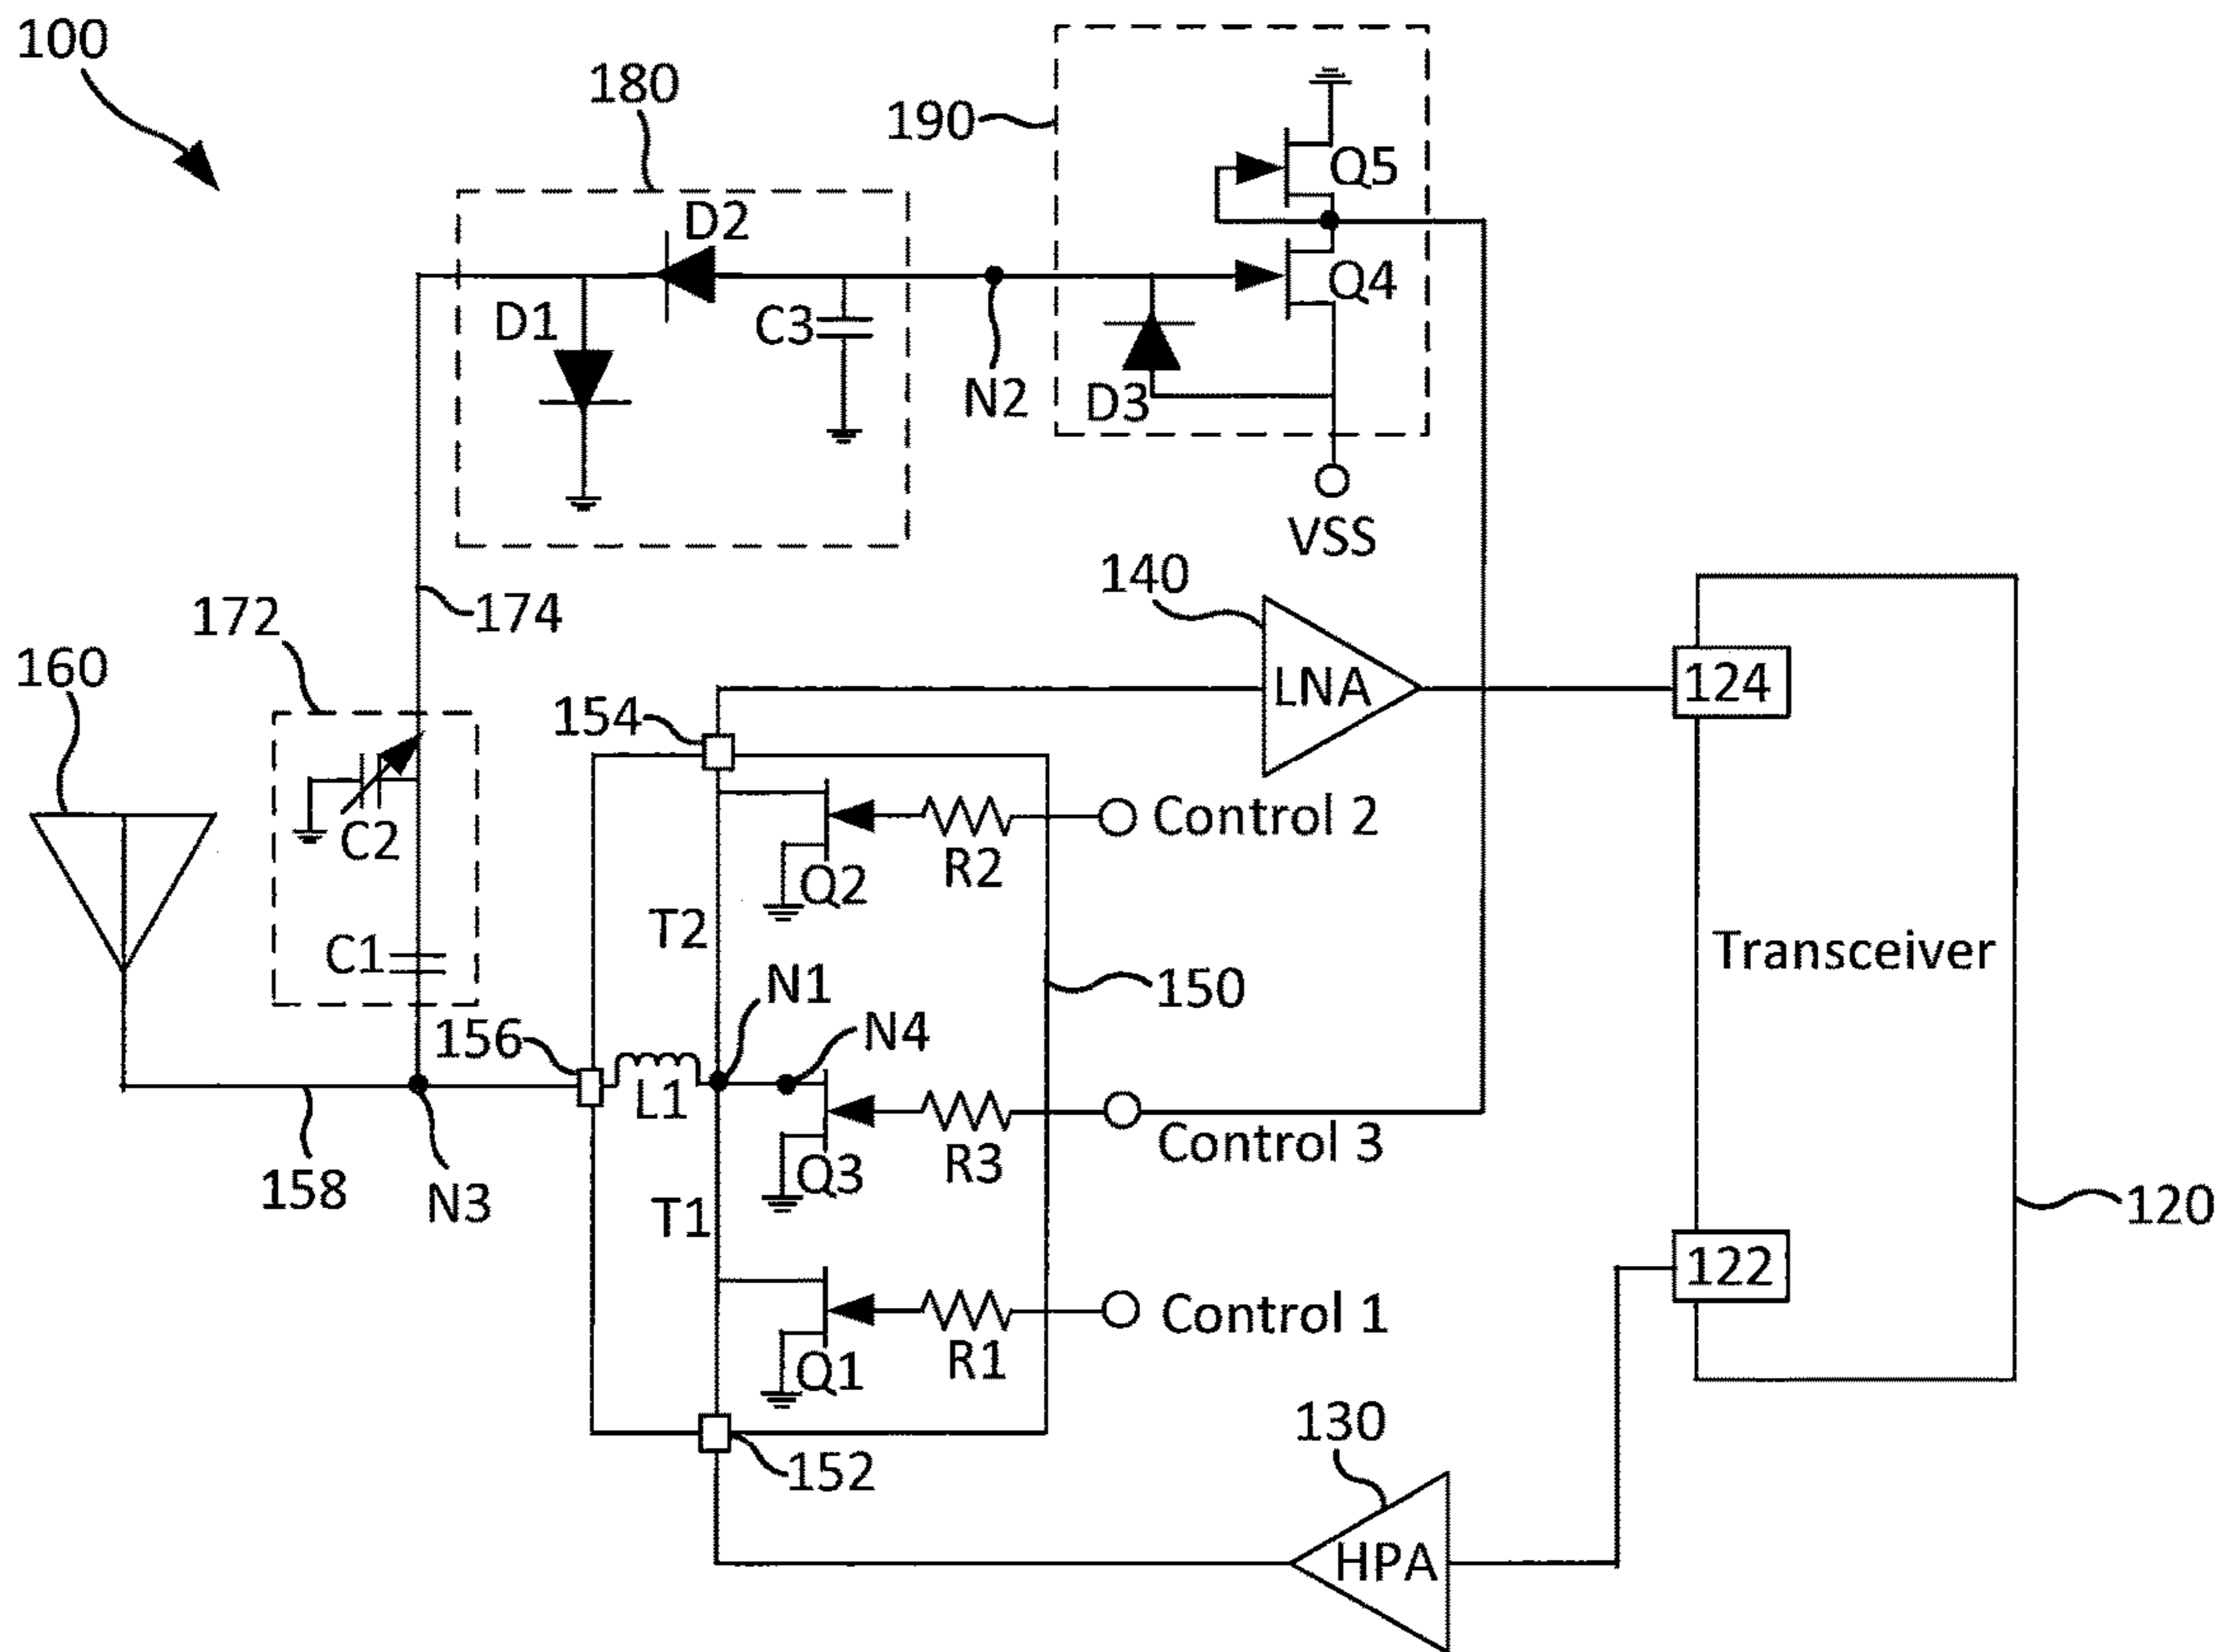 100
180
190
Q5
D2
Q4
D1
C3
N2
D3
VSS
140
172
174
160
LNA
124
154
Control 2
C2
R2
Q2
T2
Transceiver
C1
N1
150
156
N4
L1
Control 3
158
N3
Q3
R3
T1
120
122
Control 1
Q1
R1
130
152
HPA